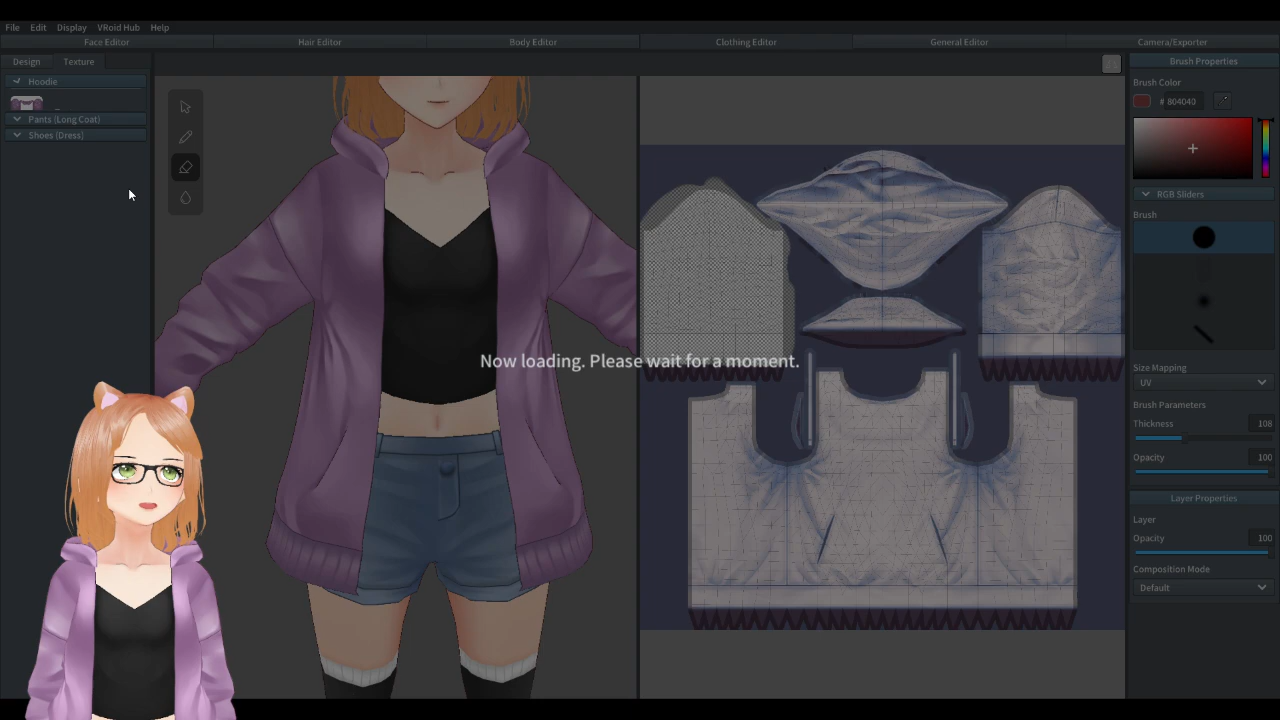 File Edit Display VRoid Hub Help
Face Editor Hair Editor Body Editor Clothing Editor General Editor Camera/Exporter
Design Texture
Hoodie
Pants (Long Coat)
Shoes (Dress)
Now loading. Please wait for a moment.
Brush Properties
Brush Color
# 804040
RGB Sliders
Brush
Size Mapping
UV
Brush Parameters
Thickness 108
Opacity 100
Layer Properties
Layer
Opacity 100
Composition Mode
Default